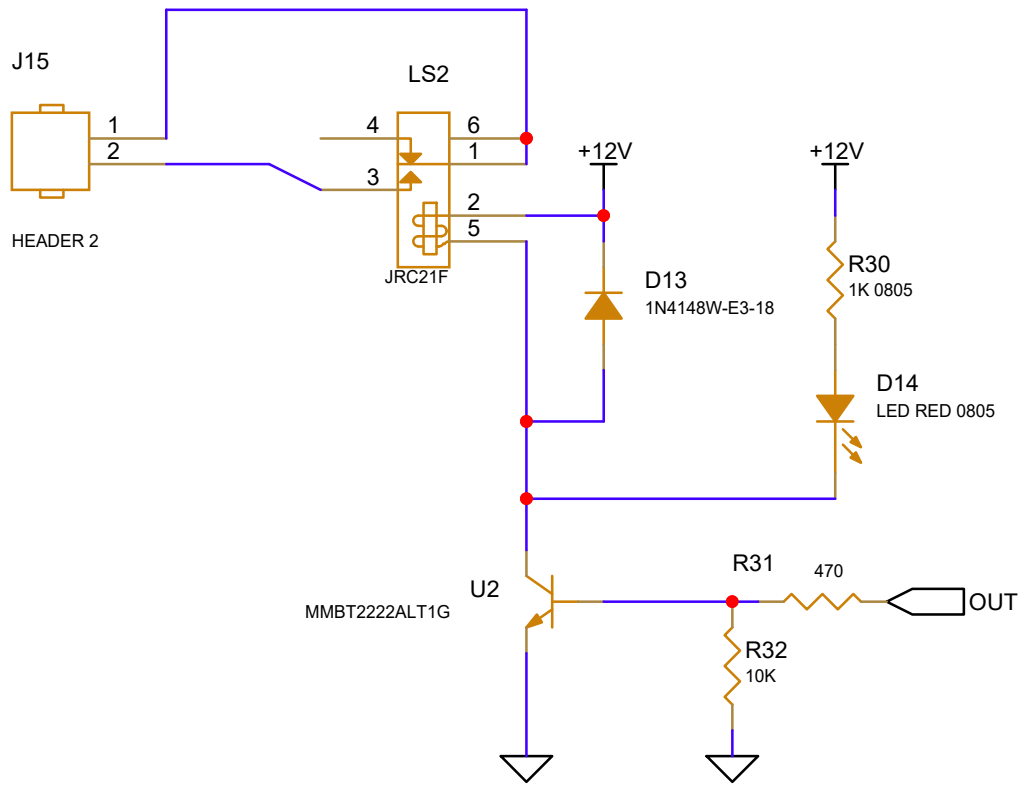 J15
LS2
1
2
HEADER 2
4
3
6
1
2
5
JRC21F
+12V
+12V
D13
1N4148W-E3-18
R30
1K 0805
D14
LED RED 0805
U2
MMBT2222ALT1G
R31
470
OUT
R32
10K